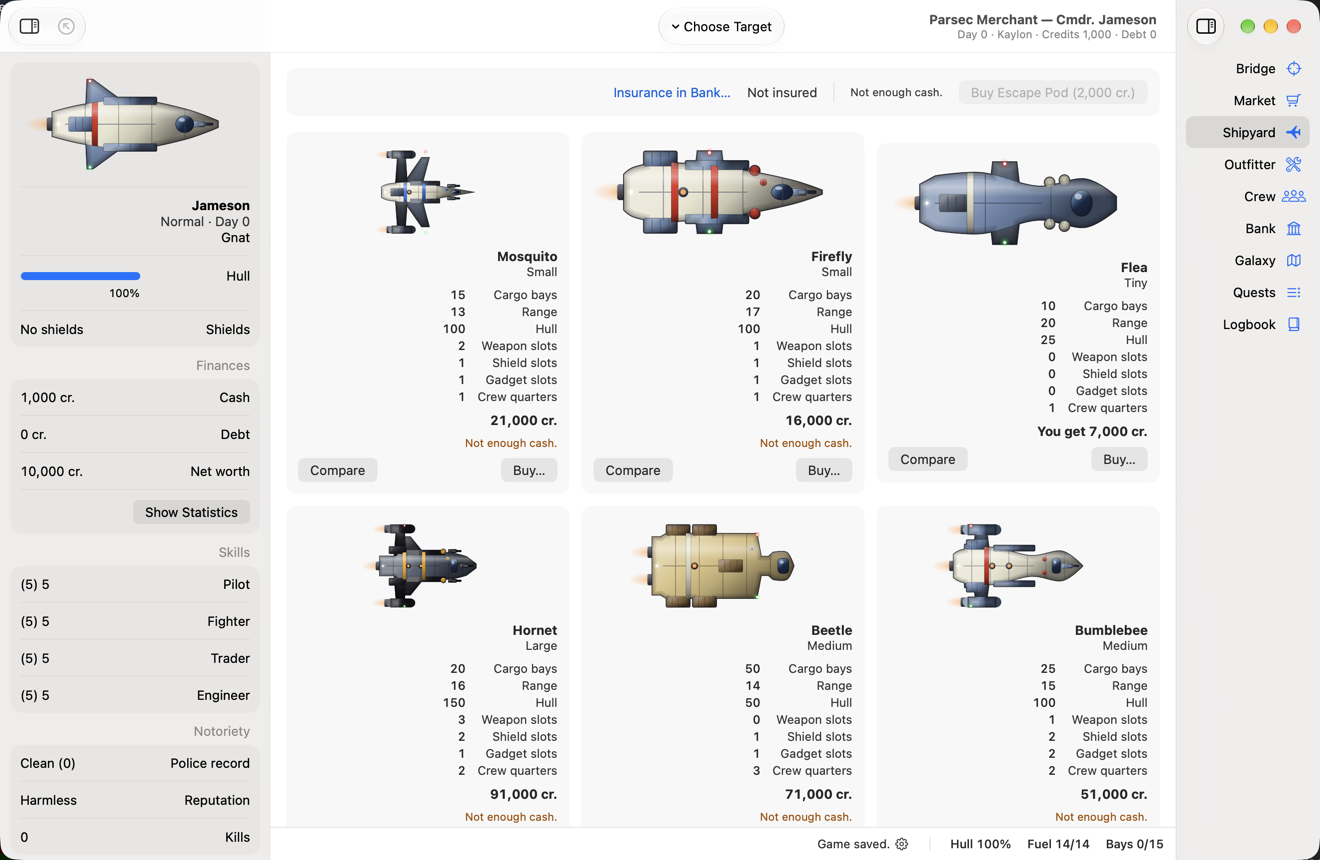 Choose Target
Parsec Merchant — Cmdr. Jameson
Day 0 · Kaylon · Credits 1,000 · Debt 0
Bridge
Market
Shipyard
Outfitter
Crew
Bank
Galaxy
Quests
Logbook
Jameson
Normal · Day 0
Gnat
Hull
100%
No shields Shields
Finances
1,000 cr. Cash
0 cr. Debt
10,000 cr. Net worth
Show Statistics
Skills
(5) 5 Pilot
(5) 5 Fighter
(5) 5 Trader
(5) 5 Engineer
Notoriety
Clean (0) Police record
Harmless Reputation
0 Kills
Insurance in Bank... Not insured Not enough cash. Buy Escape Pod (2,000 cr.)
Mosquito
Small
15 Cargo bays
13 Range
100 Hull
2 Weapon slots
1 Shield slots
1 Gadget slots
1 Crew quarters
21,000 cr.
Not enough cash.
Compare Buy...
Firefly
Small
20 Cargo bays
17 Range
100 Hull
1 Weapon slots
1 Shield slots
1 Gadget slots
1 Crew quarters
16,000 cr.
Not enough cash.
Compare Buy...
Flea
Tiny
10 Cargo bays
20 Range
25 Hull
0 Weapon slots
0 Shield slots
0 Gadget slots
1 Crew quarters
You get 7,000 cr.
Compare Buy...
Hornet
Large
20 Cargo bays
16 Range
150 Hull
3 Weapon slots
2 Shield slots
1 Gadget slots
2 Crew quarters
91,000 cr.
Not enough cash.
Beetle
Medium
50 Cargo bays
14 Range
50 Hull
0 Weapon slots
1 Shield slots
1 Gadget slots
3 Crew quarters
71,000 cr.
Not enough cash.
Bumblebee
Medium
25 Cargo bays
15 Range
100 Hull
1 Weapon slots
2 Shield slots
2 Gadget slots
2 Crew quarters
51,000 cr.
Not enough cash.
Game saved. Hull 100% Fuel 14/14 Bays 0/15